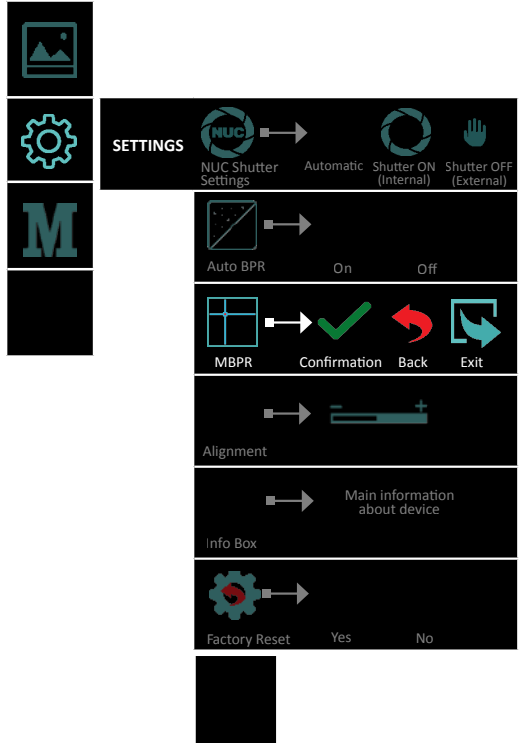 SETTINGS
NUC
NUC Shutter
Settings
Automatic
Shutter ON
(Internal)
Shutter OFF
(External)
Auto BPR
On
Off
MBPR
Confirmation
Back
Exit
Alignment
- +
Main information
about device
Info Box
Factory Reset
Yes
No
M